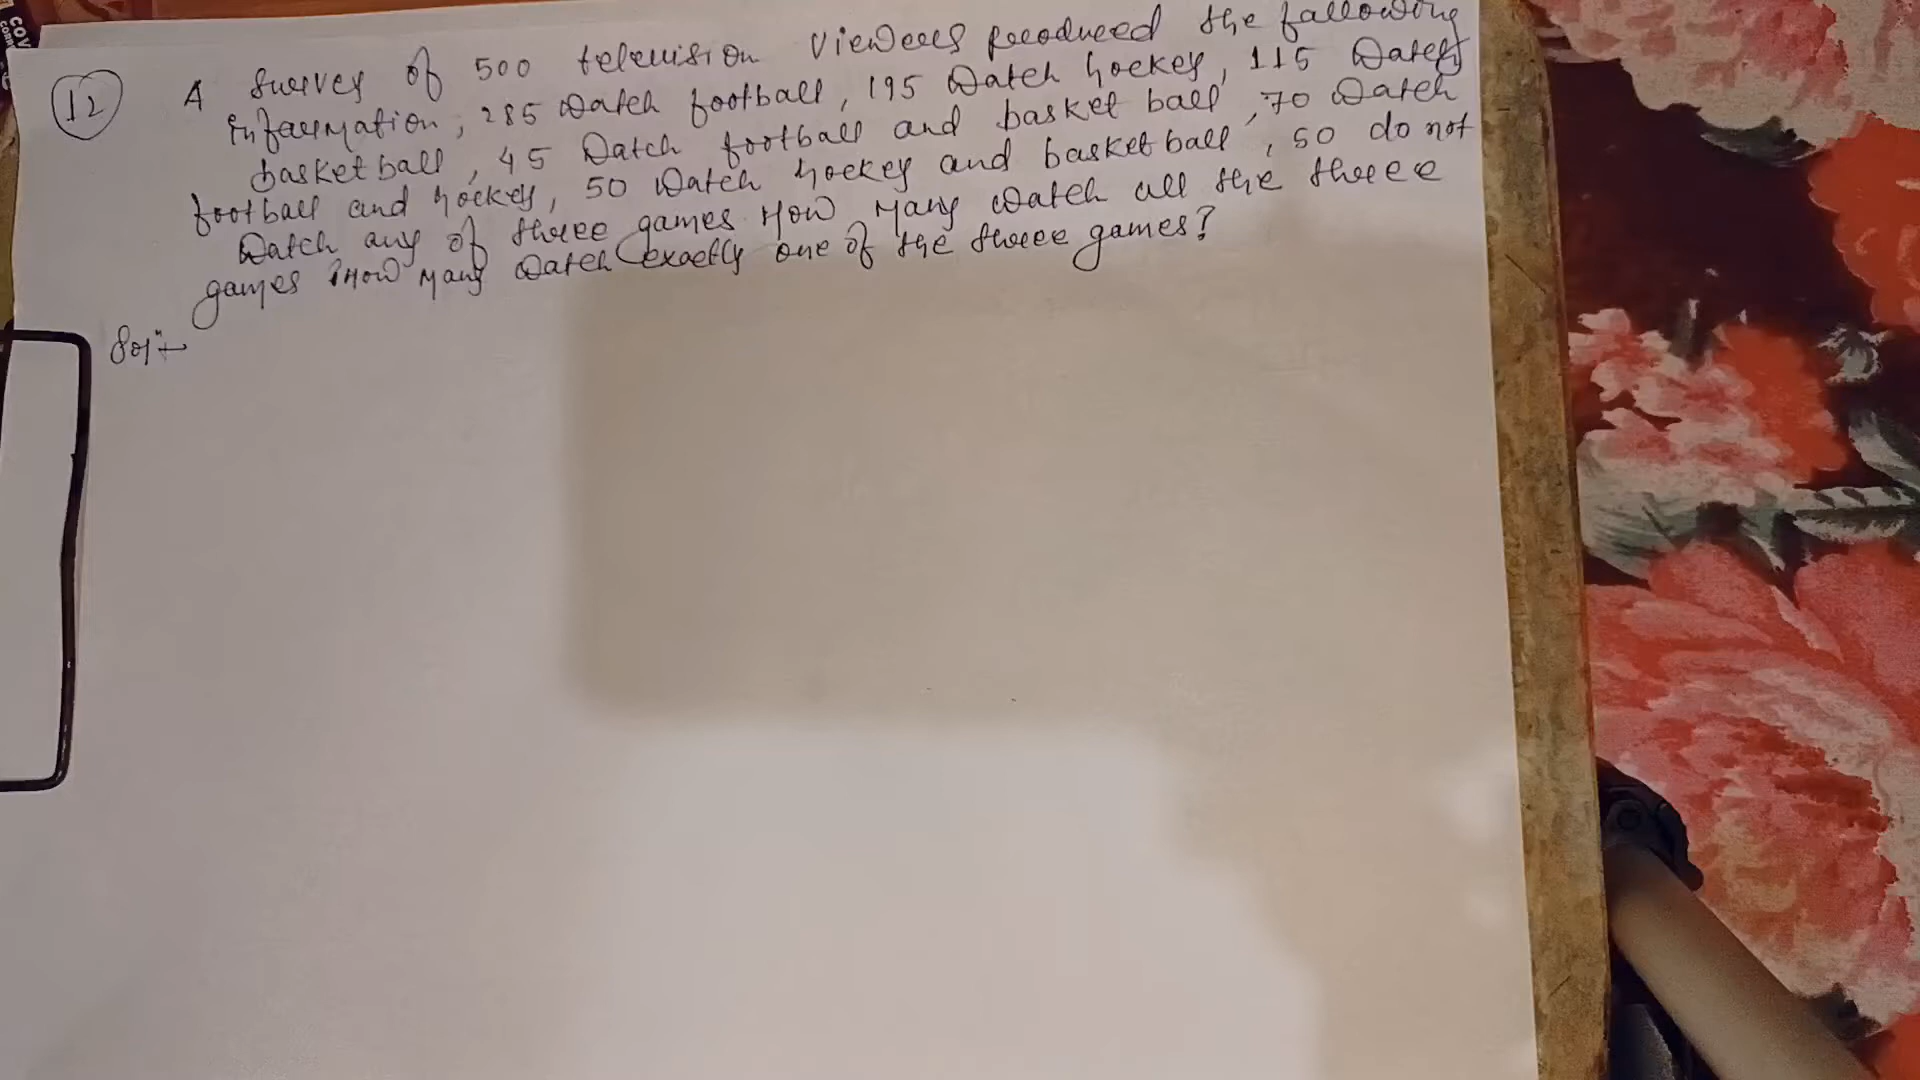 12 A survey of 500 television viewers produced the following
information, 285 watch football, 195 watch hockey, 115 watch
basket ball, 45 watch football and basket ball, 70 watch
football and hockey, 50 watch hockey and basket ball, 50 do not
watch any of three games How many watch all the three
games ? How many watch exactly one of the three games?
Solⁿ:-
COV